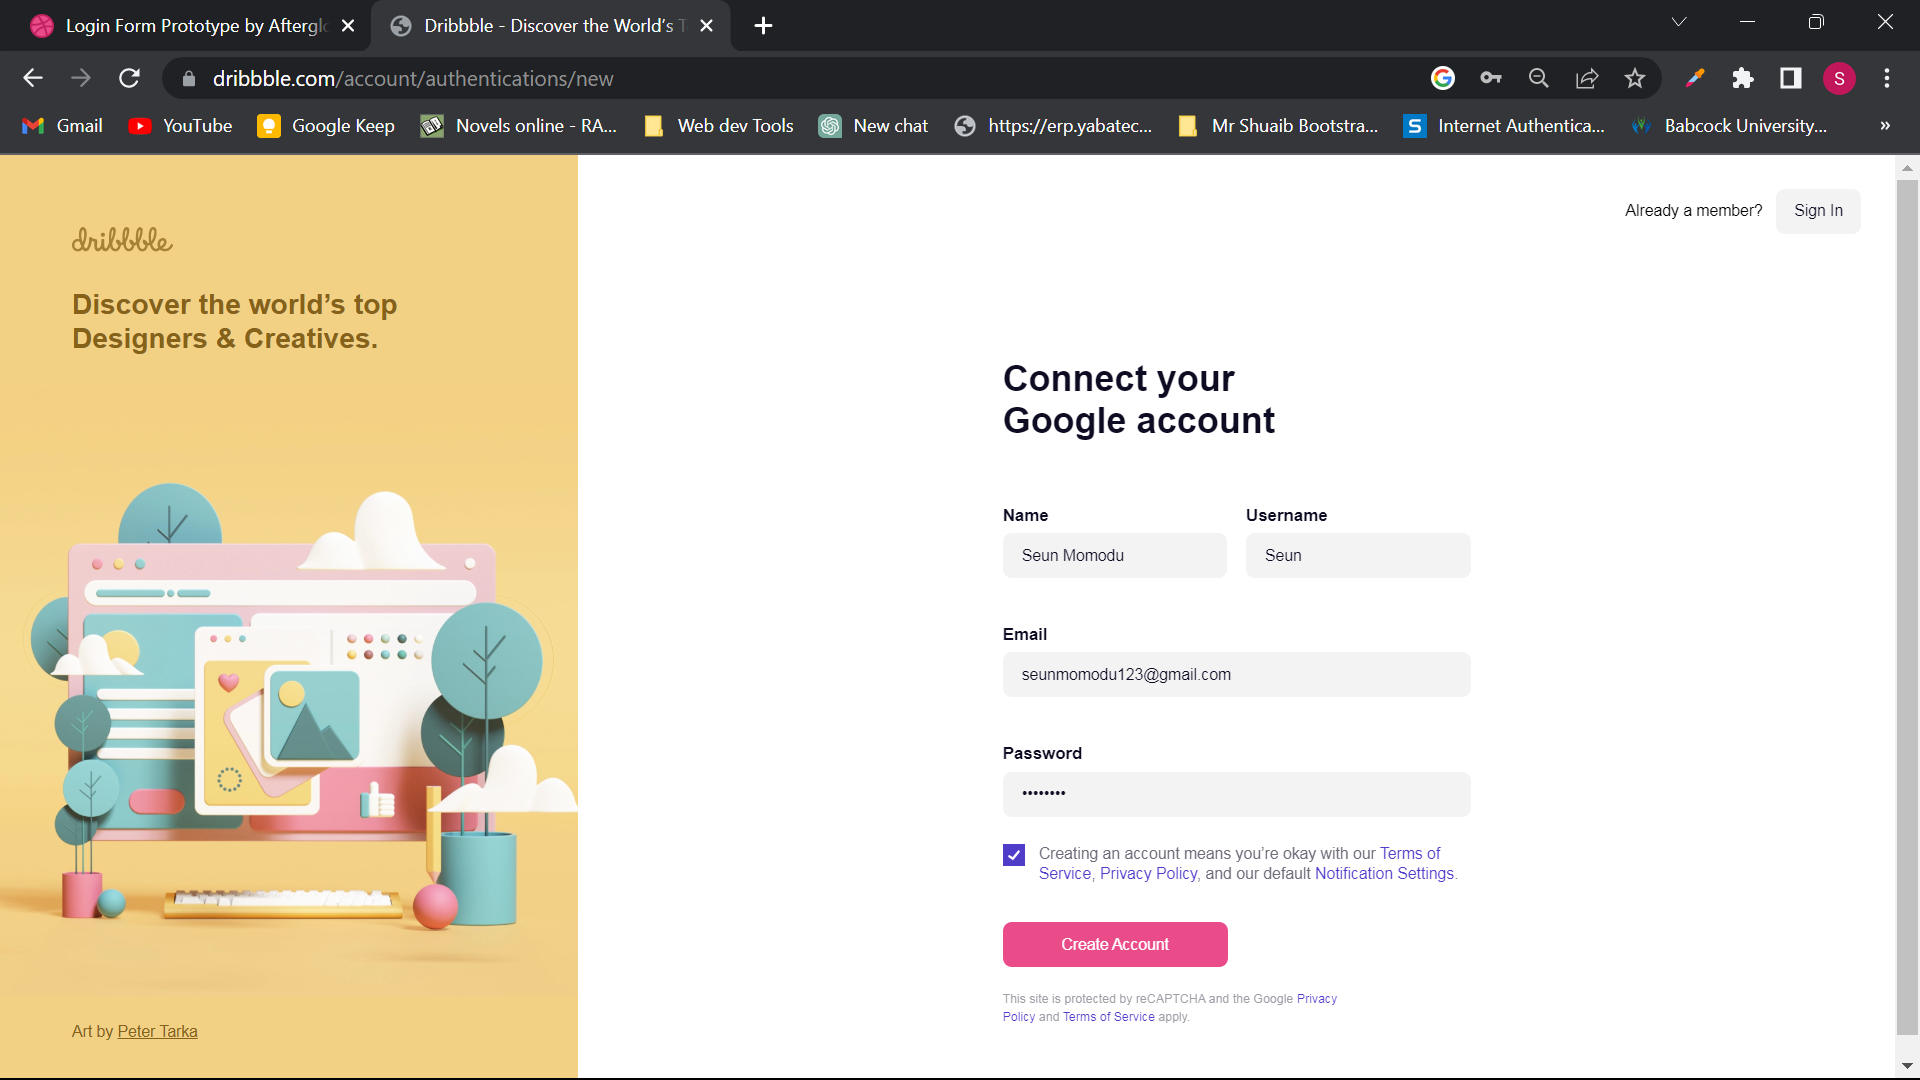 Login Form Prototype by Aftergl
Dribbble - Discover the World's T
dribbble.com/account/authentications/new
S
Gmail
YouTube
Google Keep
Novels online - RA...
Web dev Tools
New chat
https://erp.yabatec...
Mr Shuaib Bootstra...
S
Internet Authentica...
Babcock University...
»
dribbble
Discover the world’s top
Designers & Creatives.
Art by Peter Tarka
Already a member?
Sign In
Connect your
Google account
Name
Username
Seun Momodu
Seun
Email
seunmomodu123@gmail.com
Password
••••••••
Creating an account means you’re okay with our Terms of
Service, Privacy Policy, and our default Notification Settings.
Create Account
This site is protected by reCAPTCHA and the Google Privacy
Policy and Terms of Service apply.